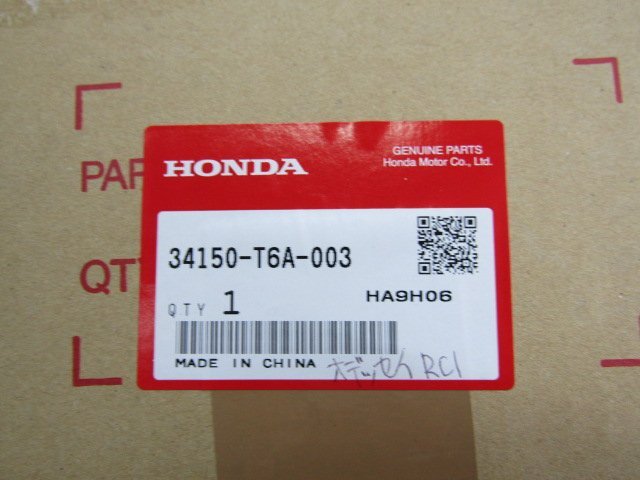 HONDA
GENUINE PARTS
Honda Motor Co., Ltd.
PAR
34150-T6A-003
QT
QTY 1
HA9H06
MADE IN CHINA
オデッセイ RC1